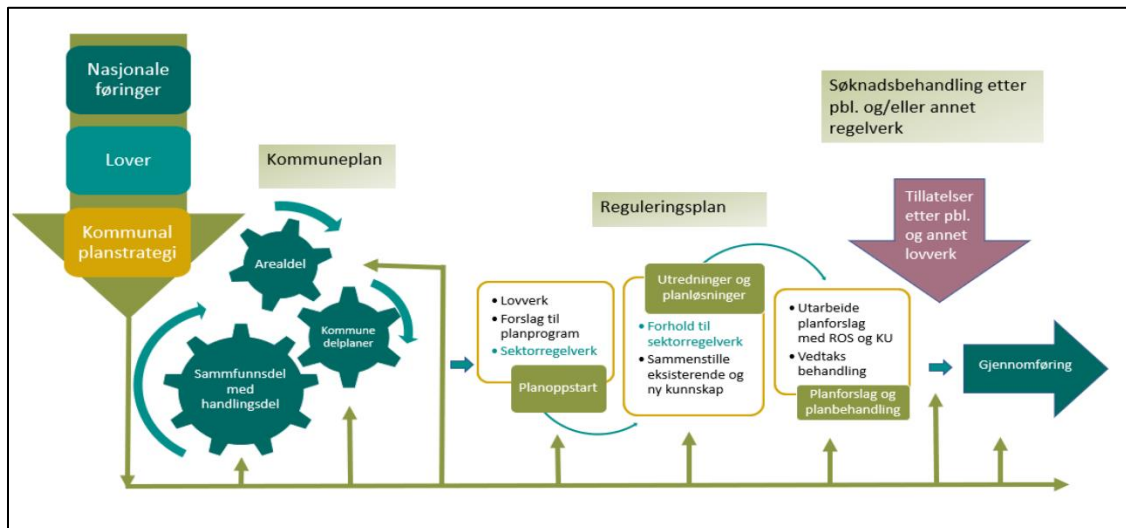 Nasjonale
føringer
Lover
Kommunal
planstrategi
Kommuneplan
Arealdel
Kommune
delplaner
Sammfunnsdel
med
handlingsdel
Reguleringsplan
• Lovverk
• Forslag til
planprogram
• Sektorregelverk
Planoppstart
Utredninger og
planløsninger
• Forhold til
sektorregelverk
• Sammenstille
eksisterende og
ny kunnskap
• Utarbeide
planforslag
med ROS og KU
• Vedtaks
behandling
Planforslag og
planbehandling
Søknadsbehandling etter
pbl. og/eller annet
regelverk
Tillatelser
etter pbl.
og annet
lovverk
Gjennomføring